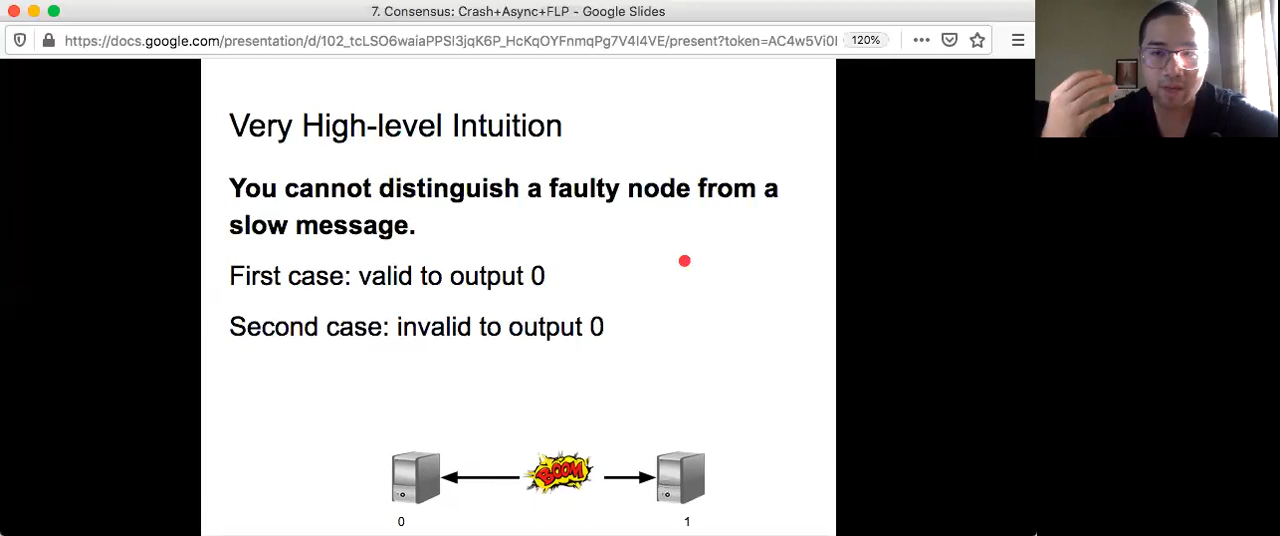 7. Consensus: Crash+Async+FLP - Google Slides
https://docs.google.com/presentation/d/102_tcLSO6waiaPPSI3jqK6P_HcKqOYFnmqPg7V4I4VE/present?token=AC4w5Vi0I 120%
Very High-level Intuition
You cannot distinguish a faulty node from a
slow message.
First case: valid to output 0
Second case: invalid to output 0
BOOM
0 1